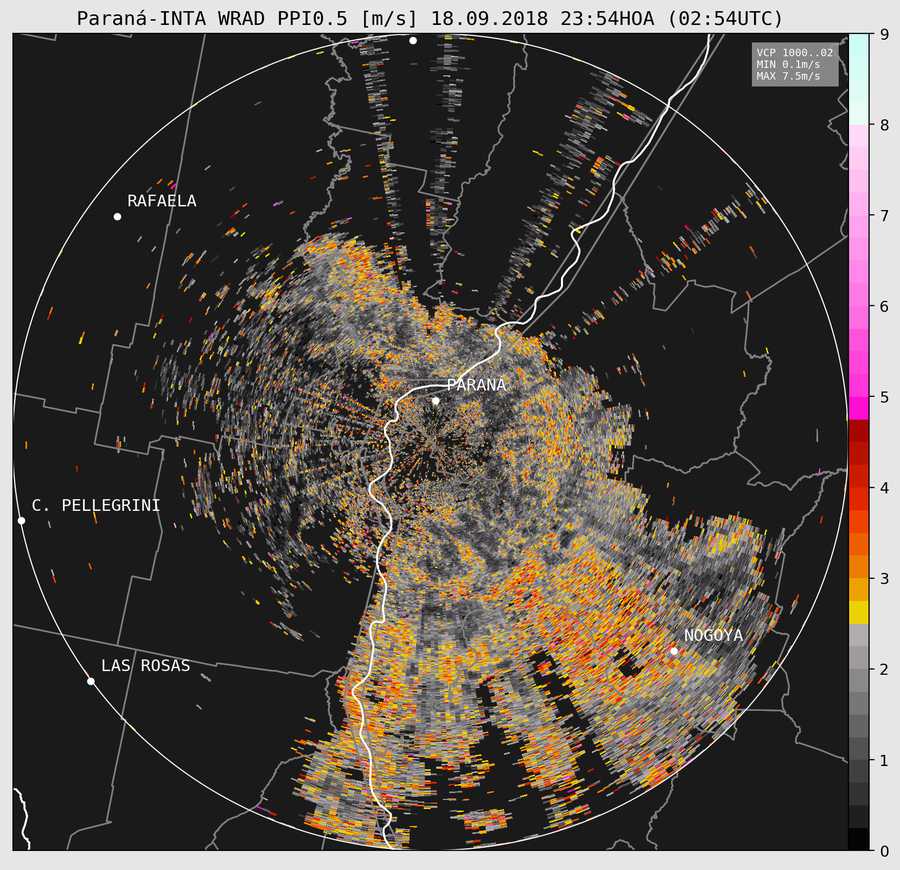 Paraná-INTA WRAD PPI0.5 [m/s] 18.09.2018 23:54HOA (02:54UTC)
VCP 1000..02
MIN 0.1m/s
MAX 7.5m/s
RAFAELA
PARANA
C. PELLEGRINI
NOGOYA
LAS ROSAS
9
8
7
6
5
4
3
2
1
0